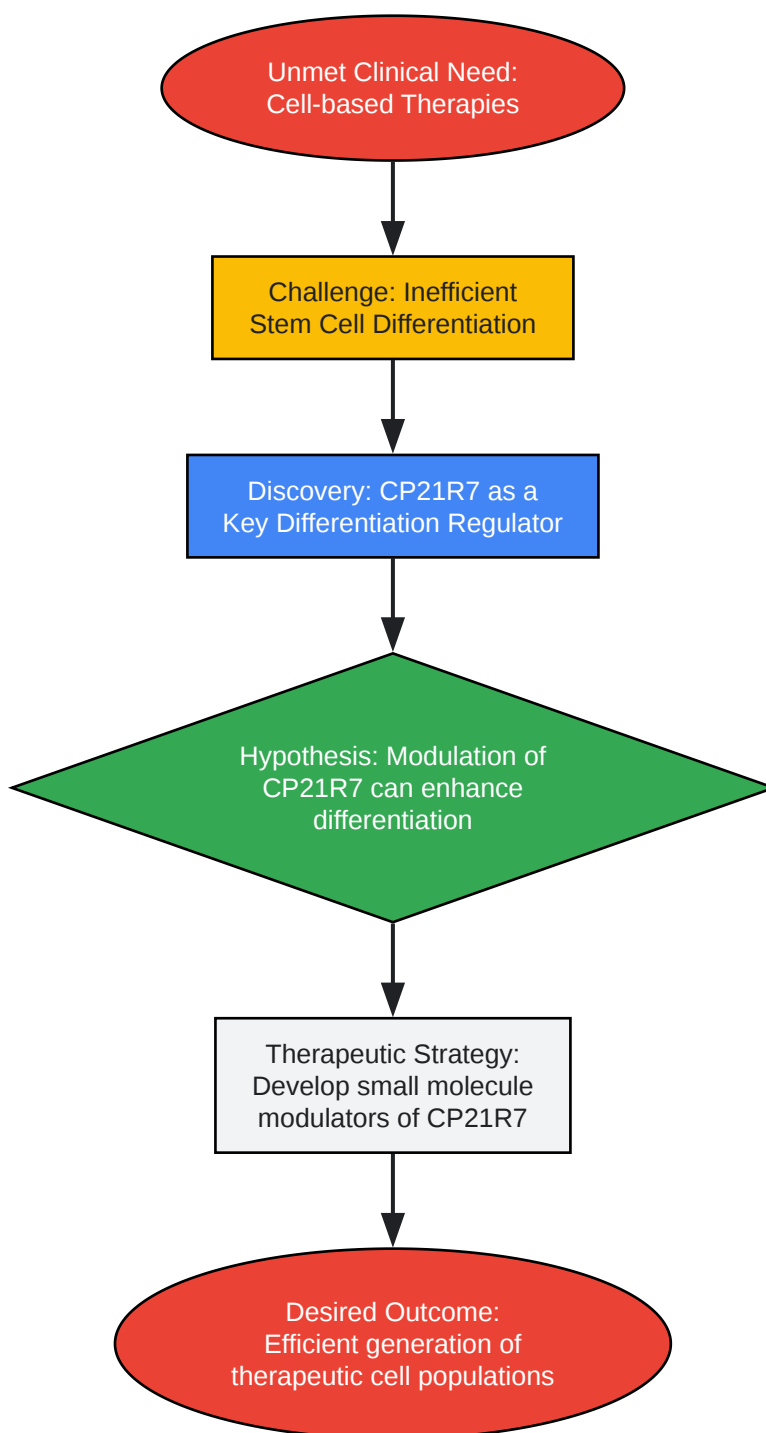 Unmet Clinical Need:
Cell-based Therapies
Challenge: Inefficient
Stem Cell Differentiation
Discovery: CP21R7 as a
Key Differentiation Regulator
Hypothesis: Modulation of
CP21R7 can enhance
differentiation
Therapeutic Strategy:
Develop small molecule
modulators of CP21R7
Desired Outcome:
Efficient generation of
therapeutic cell populations